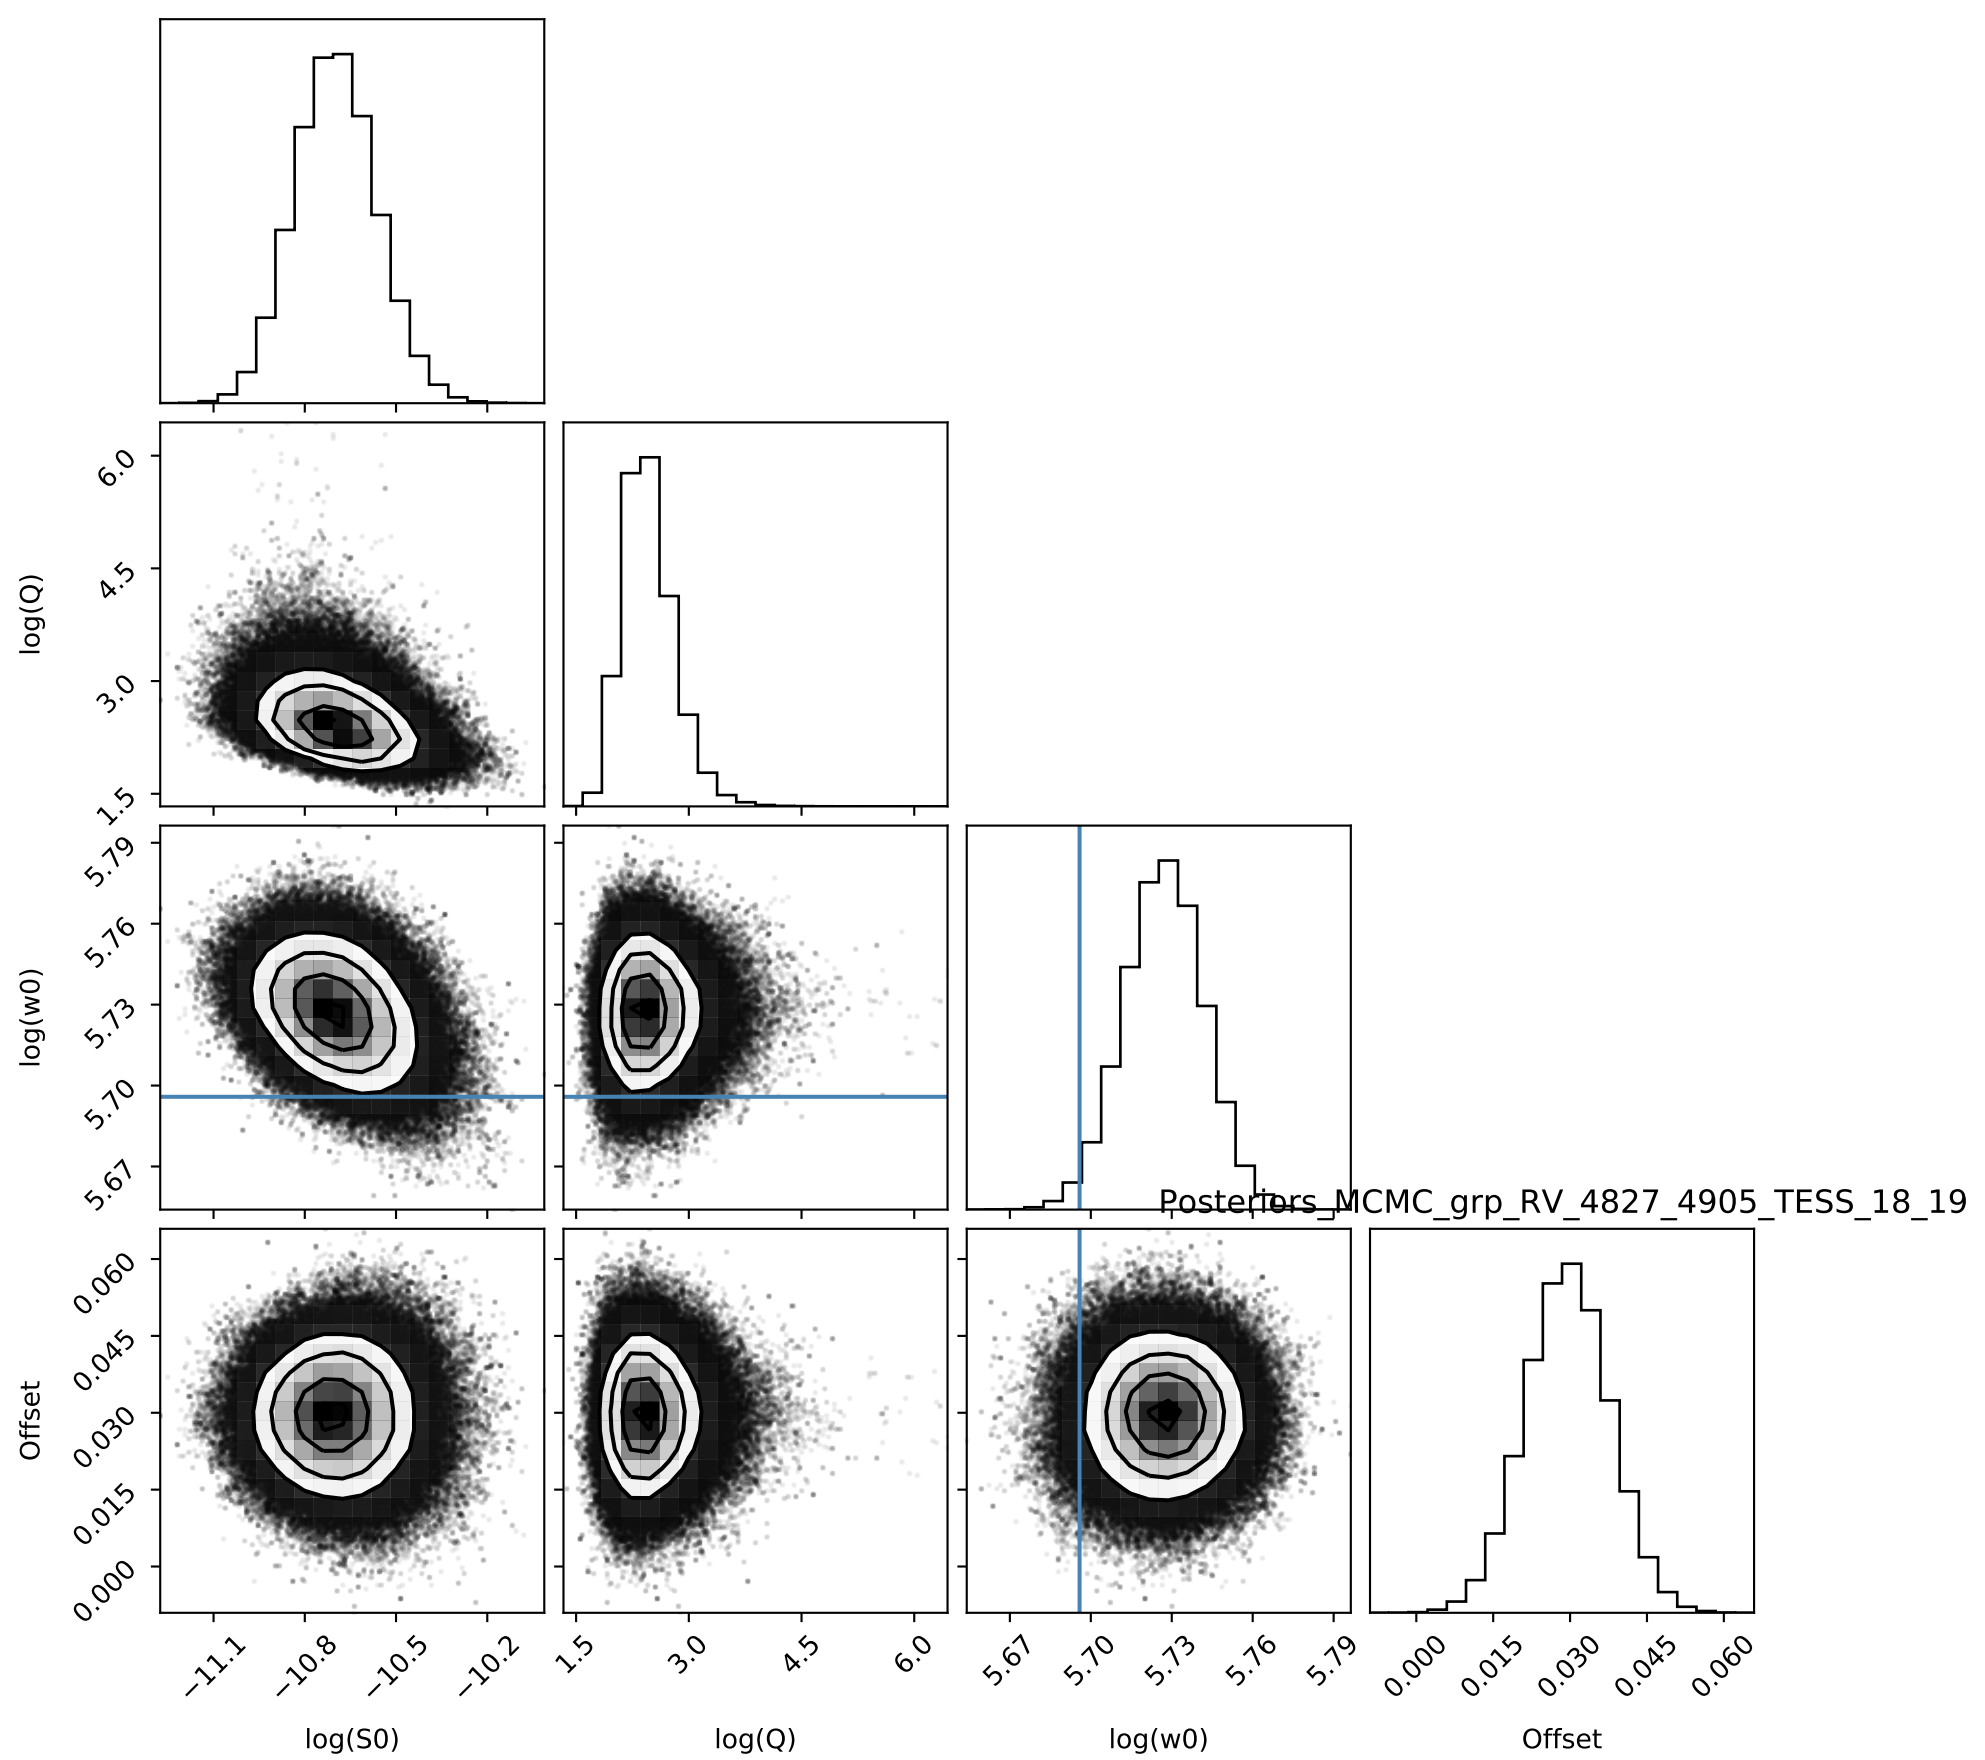 6.0
4.5
3.0
1.5
log(Q)
5.79
5.76
5.73
5.70
5.67
log(w0)
Posteriors_MCMC_grp_RV_4827_4905_TESS_18_19
0.060
0.045
0.030
0.015
0.000
Offset
−11.1 −10.8 −10.5 −10.2 1.5 3.0 4.5 6.0 5.67 5.70 5.73 5.76 5.79 0.000 0.015 0.030 0.045 0.060
log(S0) log(Q) log(w0) Offset